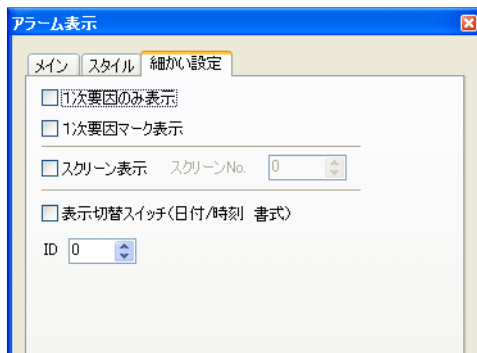 アラーム表示
メイン スタイル 細かい設定
1次要因のみ表示
1次要因マーク表示
スクリーン表示 スクリーンNo. 0
表示切替スイッチ(日付/時刻 書式)
ID 0